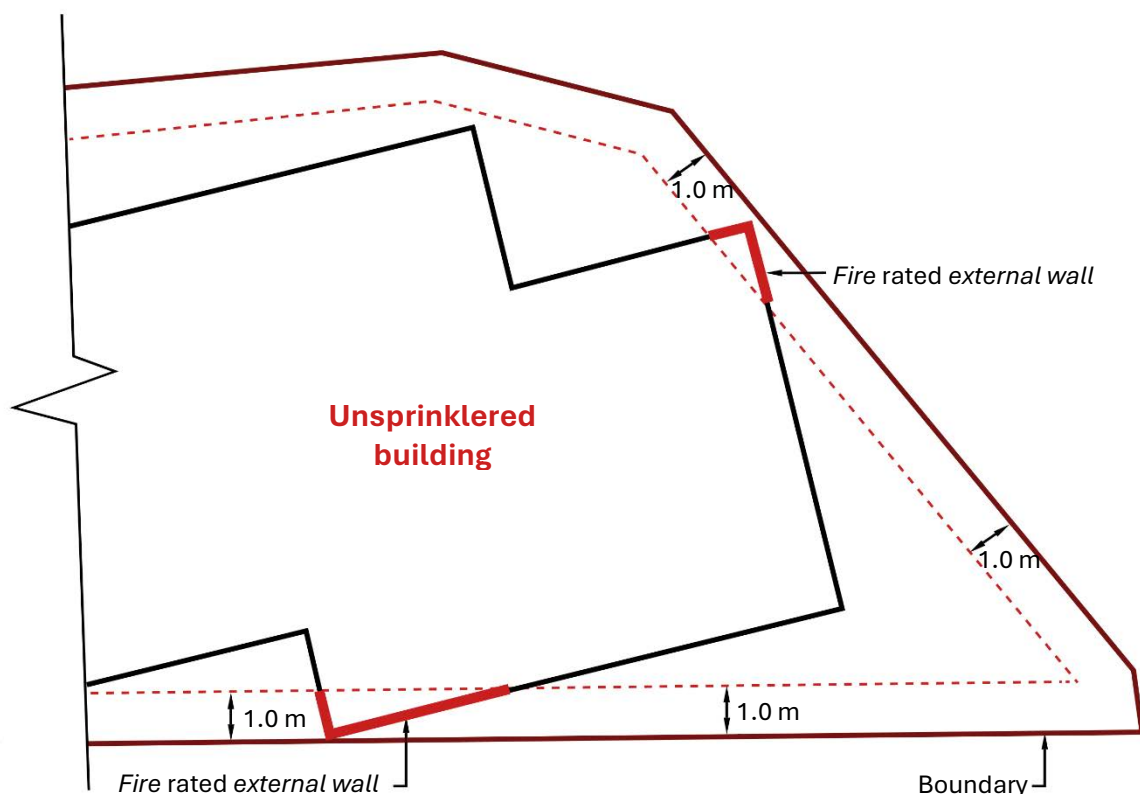 1.0 m
Fire rated external wall
Unsprinklered
building
1.0 m
1.0 m
1.0 m
Fire rated external wall
Boundary